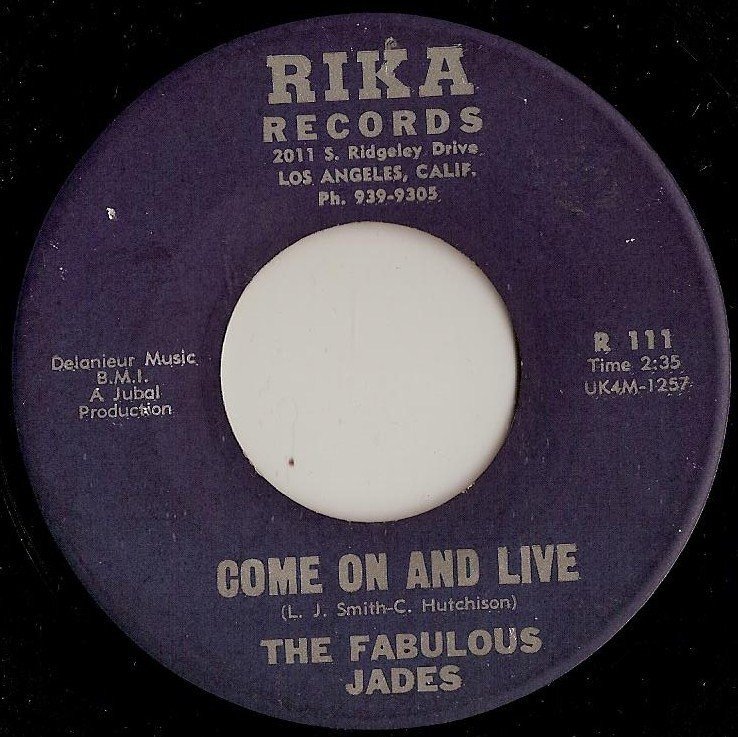 RIKA
RECORDS
2011 S. Ridgeley Drive
LOS ANGELES, CALIF.
Ph. 939-9305
Delanieur Music
B.M.I.
A Jubal
Production
R 111
Time 2:35
UK4M-1257
COME ON AND LIVE
(L. J. Smith-C. Hutchison)
THE FABULOUS
JADES